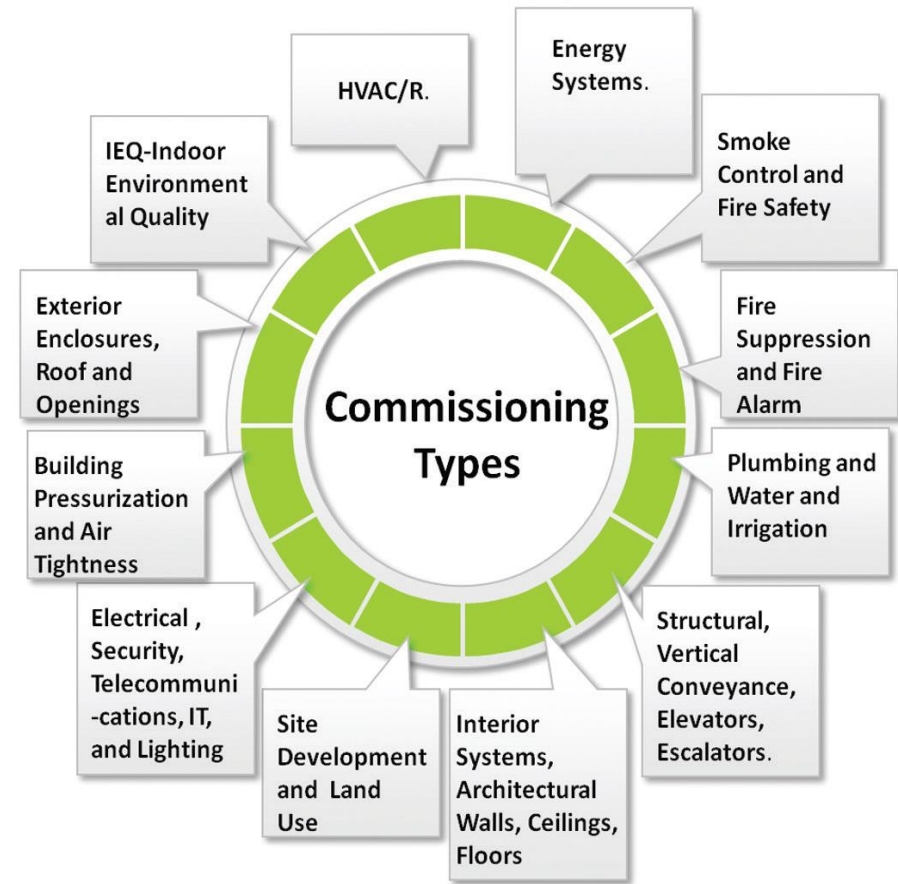 Commissioning
Types
HVAC/R.
Energy
Systems.
Smoke
Control and
Fire Safety
Fire
Suppression
and Fire
Alarm
Plumbing and
Water and
Irrigation
Structural,
Vertical
Conveyance,
Elevators,
Escalators.
Interior
Systems,
Architectural
Walls, Ceilings,
Floors
Site
Development
and Land
Use
Electrical ,
Security,
Telecommuni
-cations, IT,
and Lighting
Building
Pressurization
and Air
Tightness
Exterior
Enclosures,
Roof and
Openings
IEQ-Indoor
Environment
al Quality